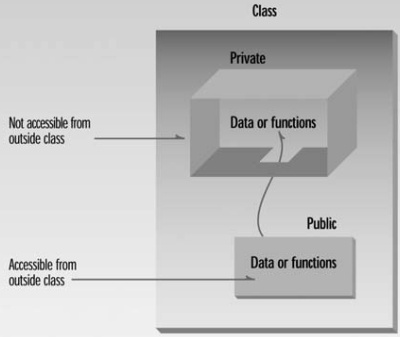 Class
Private
Not accessible from
outside class
Data or functions
Public
Accessible from
outside class
Data or functions